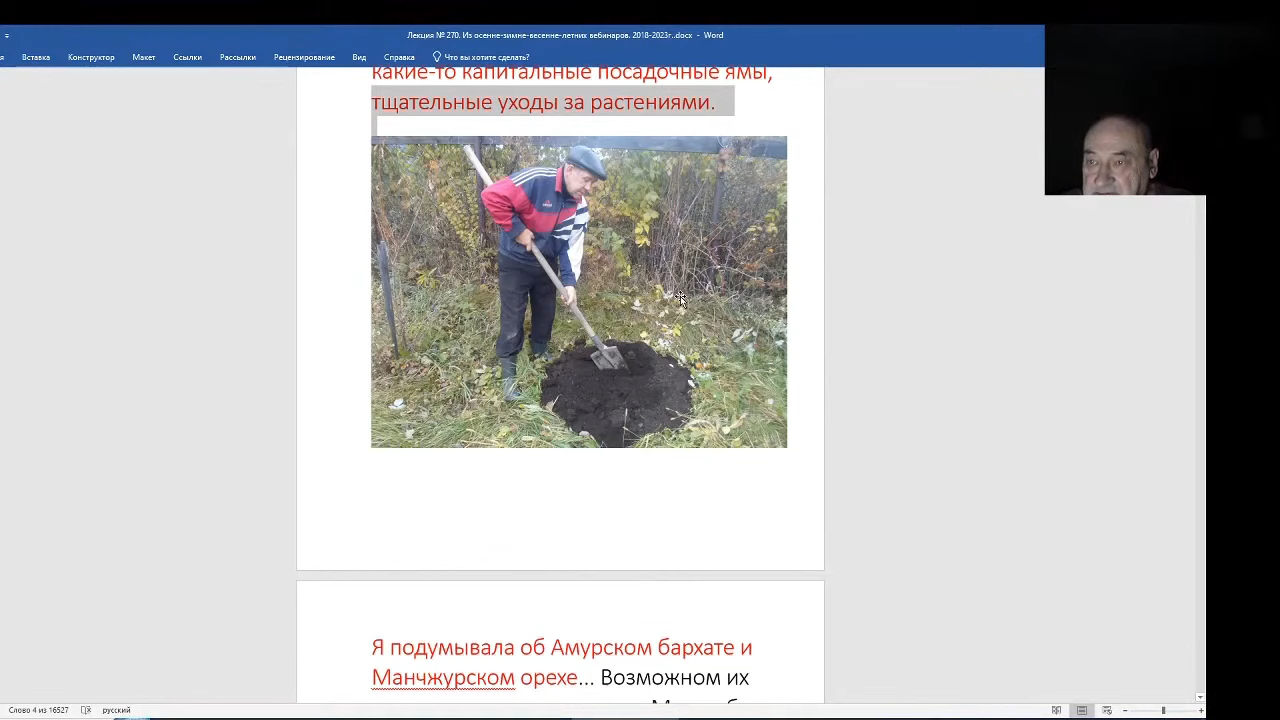 Лекция № 270. Из осенне-зимне-весенне-летних вебинаров. 2018-2023г..docx - Word
Вставка Конструктор Макет Ссылки Рассылки Рецензирование Вид Справка Что вы хотите сделать?
какие-то капитальные посадочные ямы,
тщательные уходы за растениями.
Я подумывала об Амурском бархате и
Манчжурском орехе... Возможном их
Слово 4 из 16527 русский